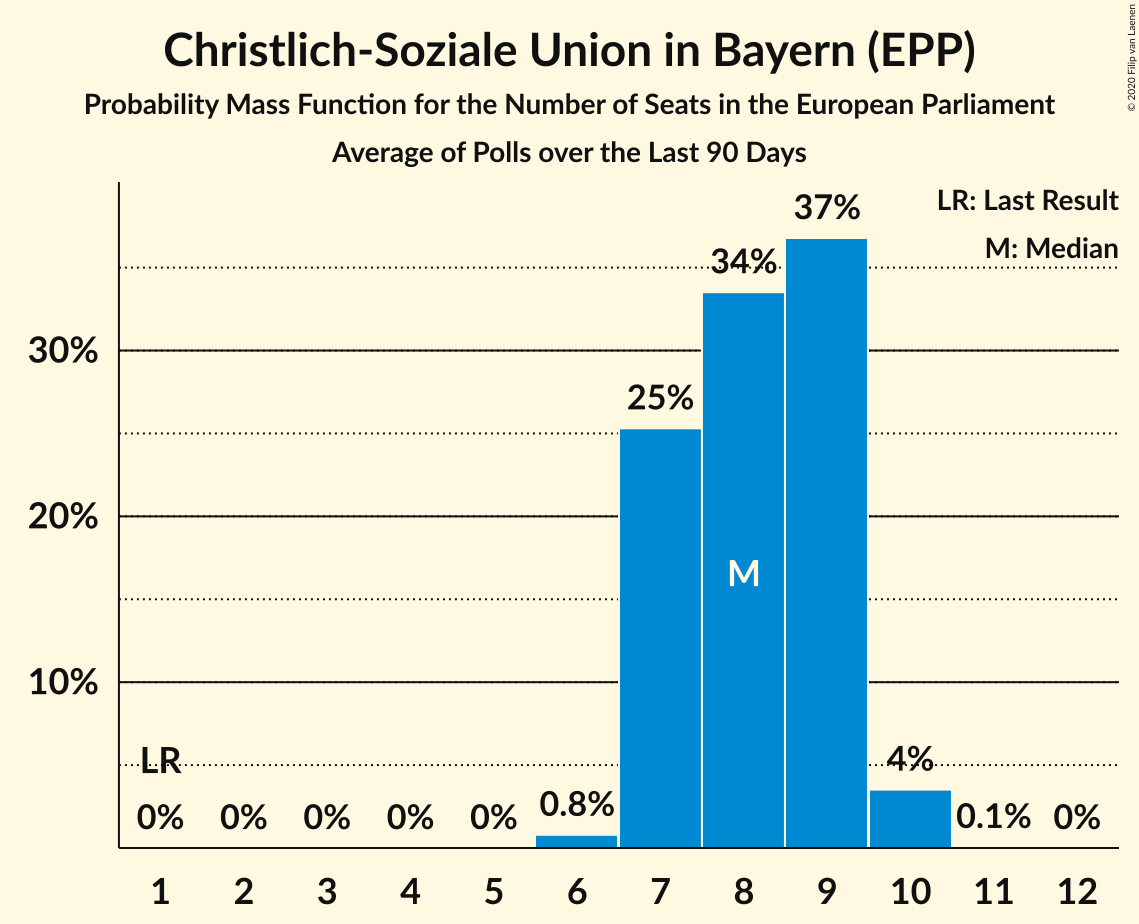 Christlich-Soziale Union in Bayern (EPP)
Probability Mass Function for the Number of Seats in the European Parliament
Average of Polls over the Last 90 Days
© 2020 Filip van Laenen
LR: Last Result
M: Median
37%
34%
30%
25%
20%
M
10%
LR
4%
0% 0% 0% 0% 0% 0.8% 0.1% 0%
1 2 3 4 5 6 7 8 9 10 11 12